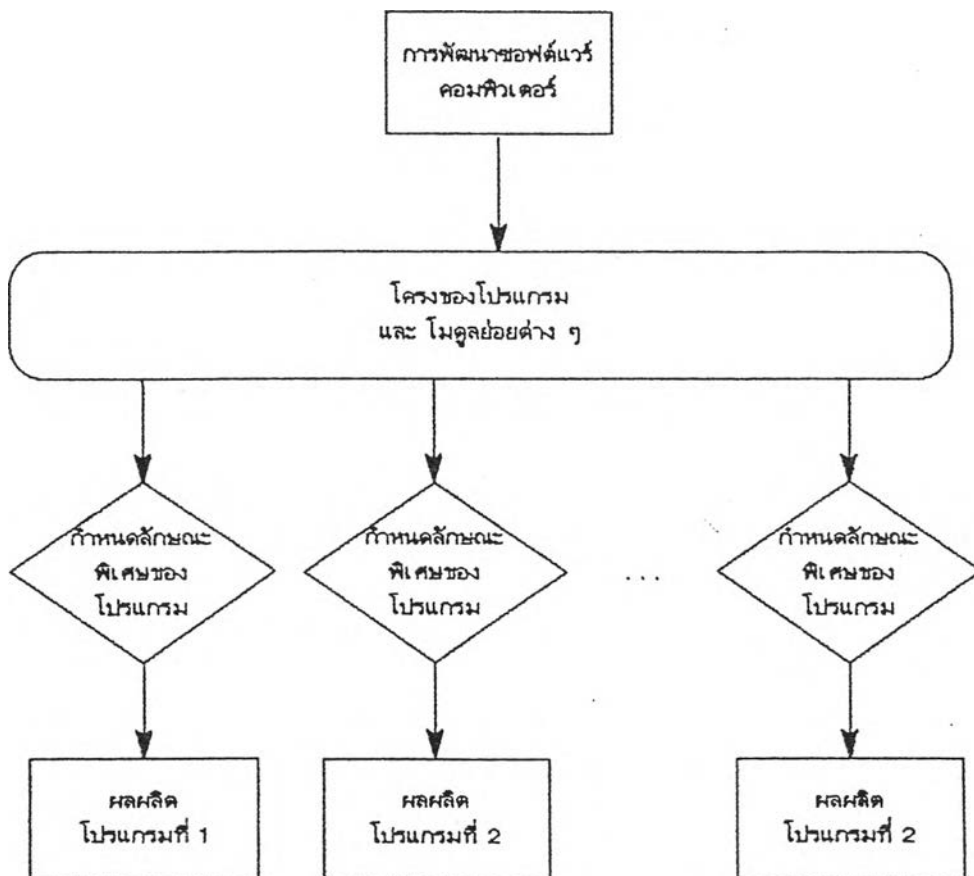 การพัฒนาซอฟต์แวร์
คอมพิวเตอร์
โครงของโปรแกรม
และ โมดูลย่อยต่าง ๆ
กำหนดลักษณะ
พิเศษของ
โปรแกรม
กำหนดลักษณะ
พิเศษของ
โปรแกรม
...
กำหนดลักษณะ
พิเศษของ
โปรแกรม
ผลผลิต
โปรแกรมที่ 1
ผลผลิต
โปรแกรมที่ 2
ผลผลิต
โปรแกรมที่ 2